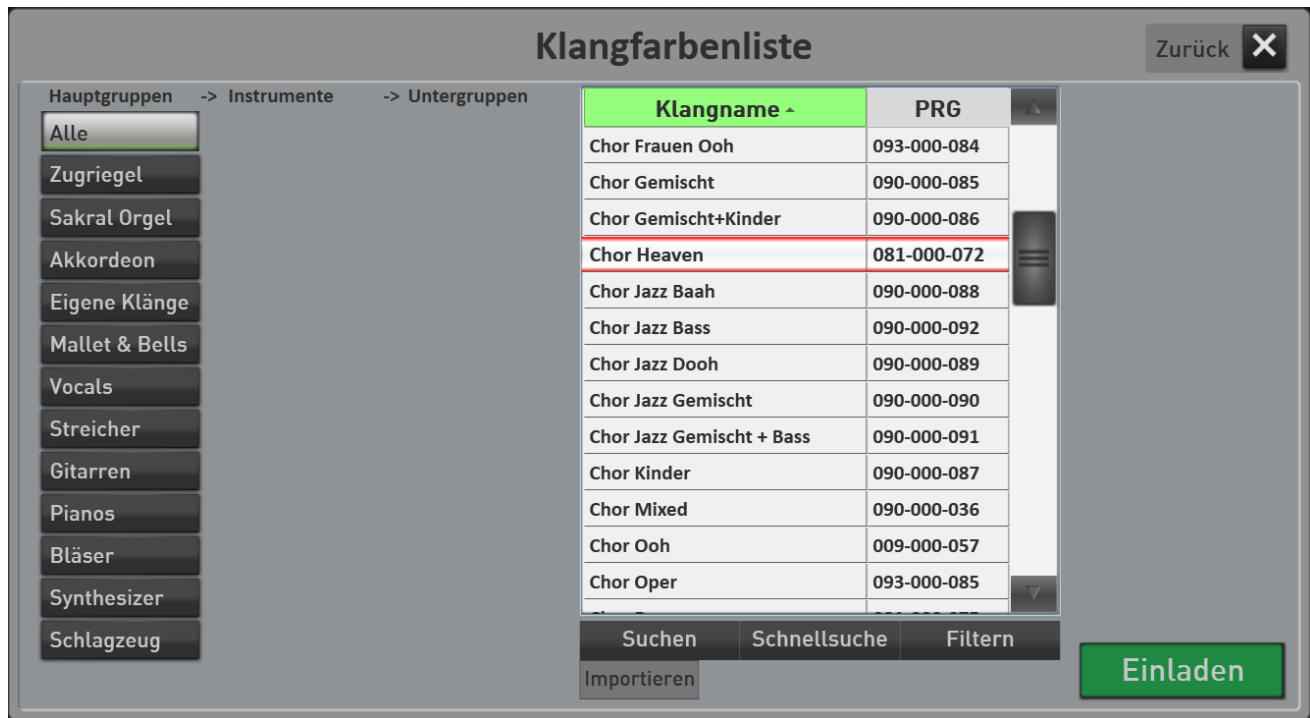 Klangfarbenliste
Zurück
Hauptgruppen -> Instrumente -> Untergruppen
Alle
Zugriegel
Sakral Orgel
Akkordeon
Eigene Klänge
Mallet & Bells
Vocals
Streicher
Gitarren
Pianos
Bläser
Synthesizer
Schlagzeug
Klangname PRG
Chor Frauen Ooh 093-000-084
Chor Gemischt 090-000-085
Chor Gemischt+Kinder 090-000-086
Chor Heaven 081-000-072
Chor Jazz Baah 090-000-088
Chor Jazz Bass 090-000-092
Chor Jazz Dooh 090-000-089
Chor Jazz Gemischt 090-000-090
Chor Jazz Gemischt + Bass 090-000-091
Chor Kinder 090-000-087
Chor Mixed 090-000-036
Chor Ooh 009-000-057
Chor Oper 093-000-085
Suchen Schnellsuche Filtern
Importieren
Einladen